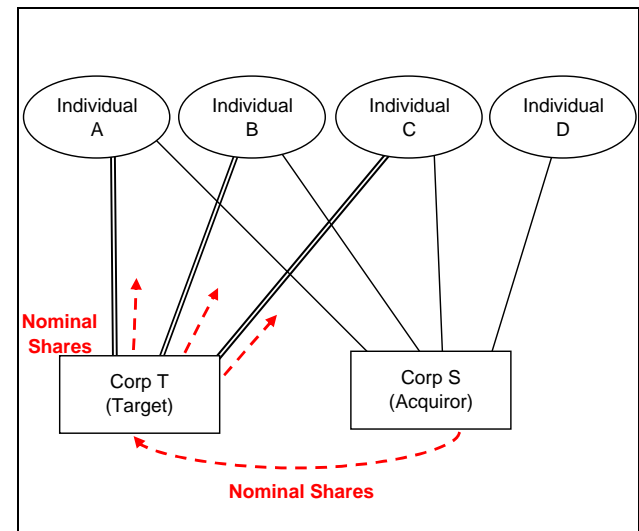 Individual
A
Individual
B
Individual
C
Individual
D
Nominal
Shares
Corp T
(Target)
Corp S
(Acquiror)
Nominal Shares